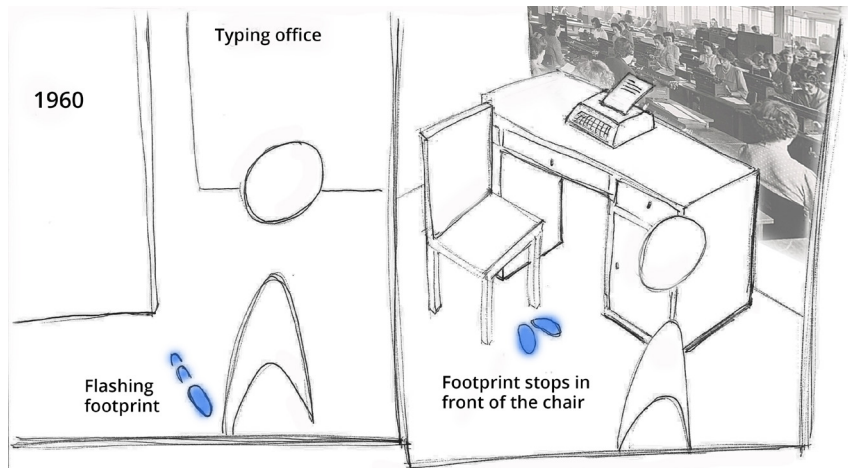 Typing office
1960
Flashing
footprint
Footprint stops in
front of the chair